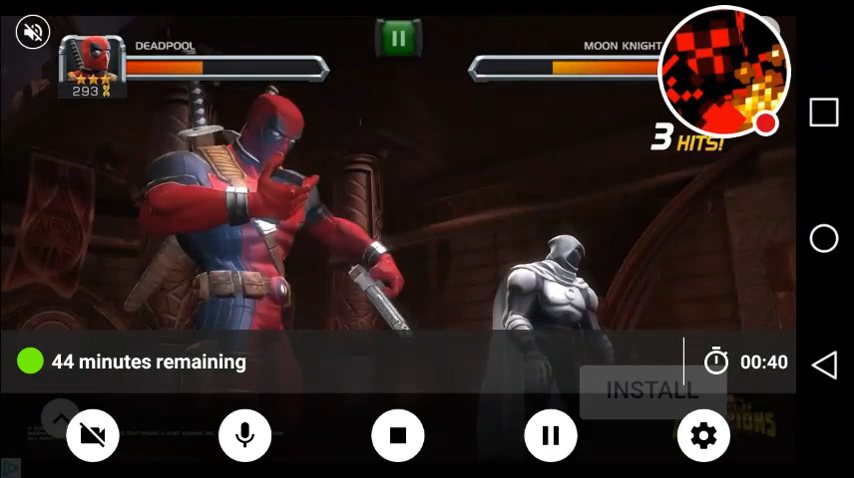 DEADPOOL
MOON KNIGHT
293
3 HITS!
44 minutes remaining
00:40
INSTALL